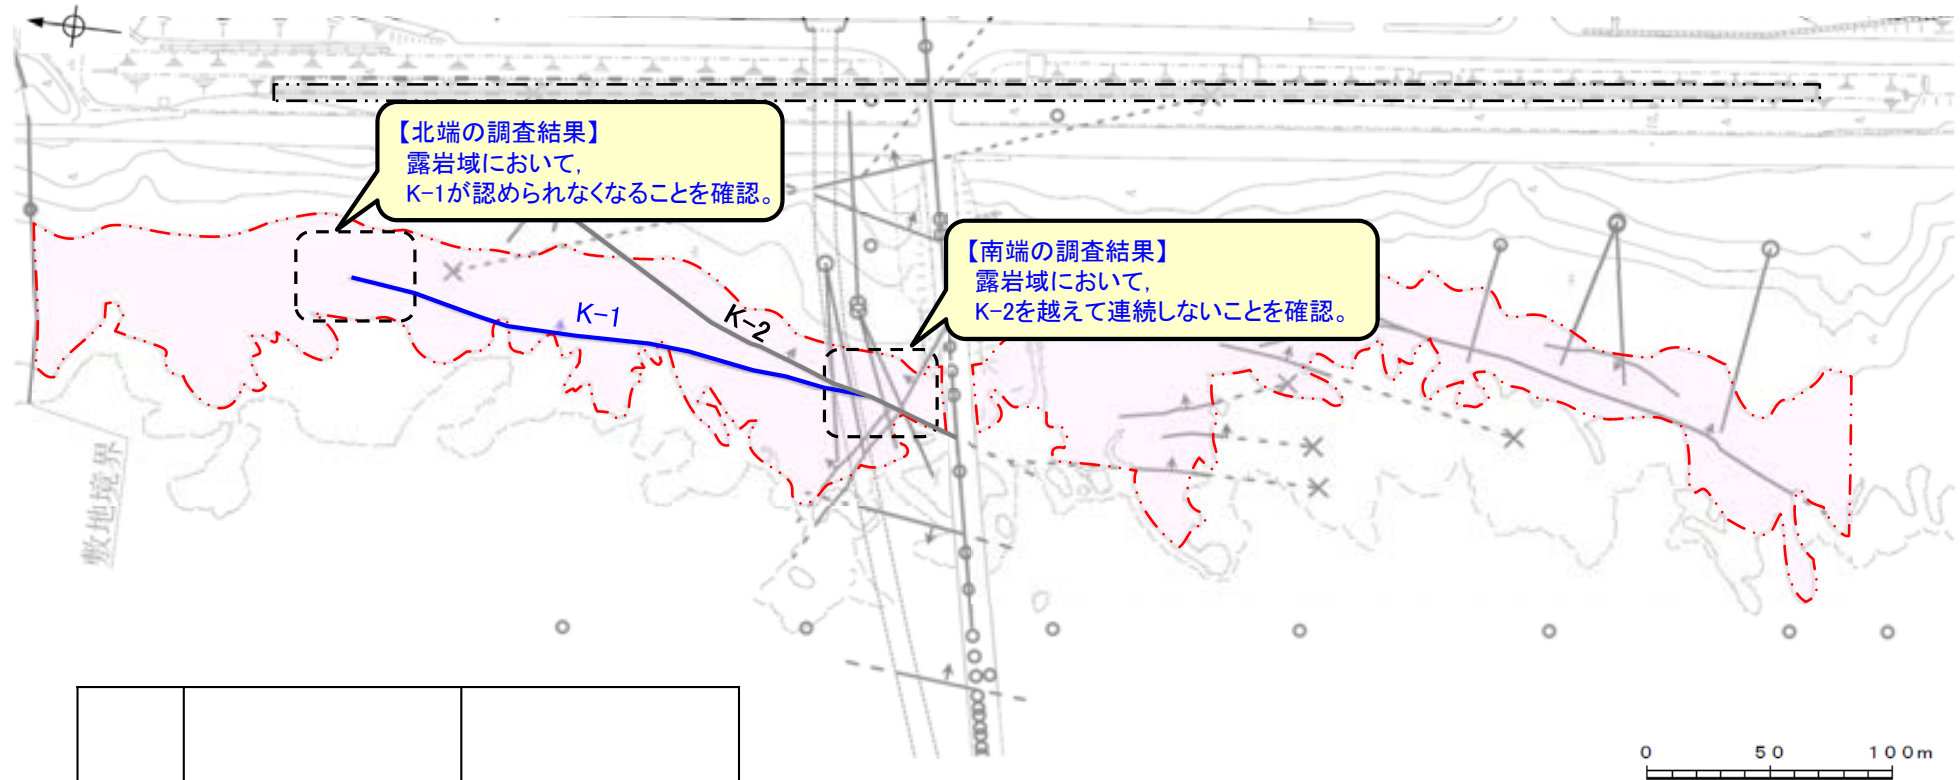 【北端の調査結果】
露岩域において,
K-1が認められなくなることを確認。
【南端の調査結果】
露岩域において,
K-2を越えて連続しないことを確認。
K-1
K-2
敷地境界
0 50 100m